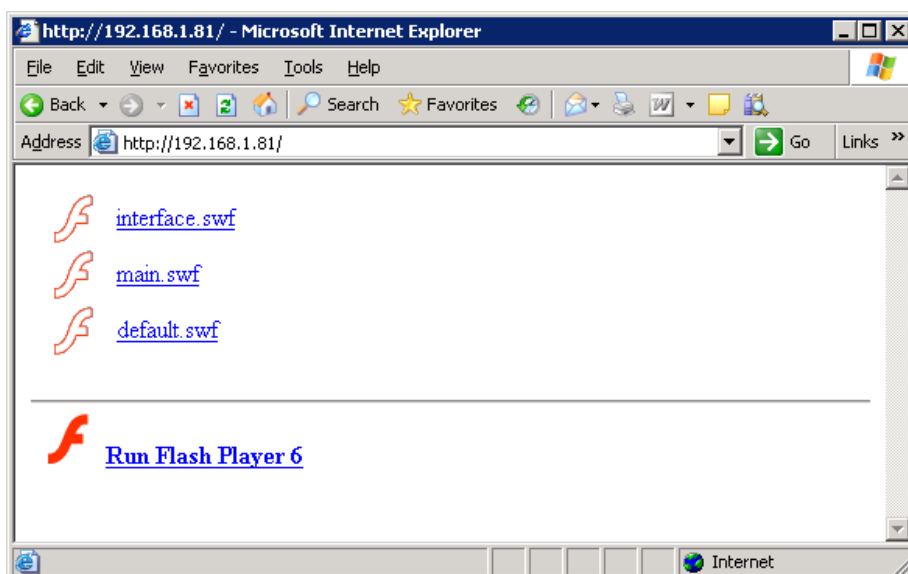 http://192.168.1.81/ - Microsoft Internet Explorer
File Edit View Favorites Tools Help
Back Search Favorites W
Address http://192.168.1.81/ Go Links »
interface.swf
main.swf
default.swf
Run Flash Player 6
Internet